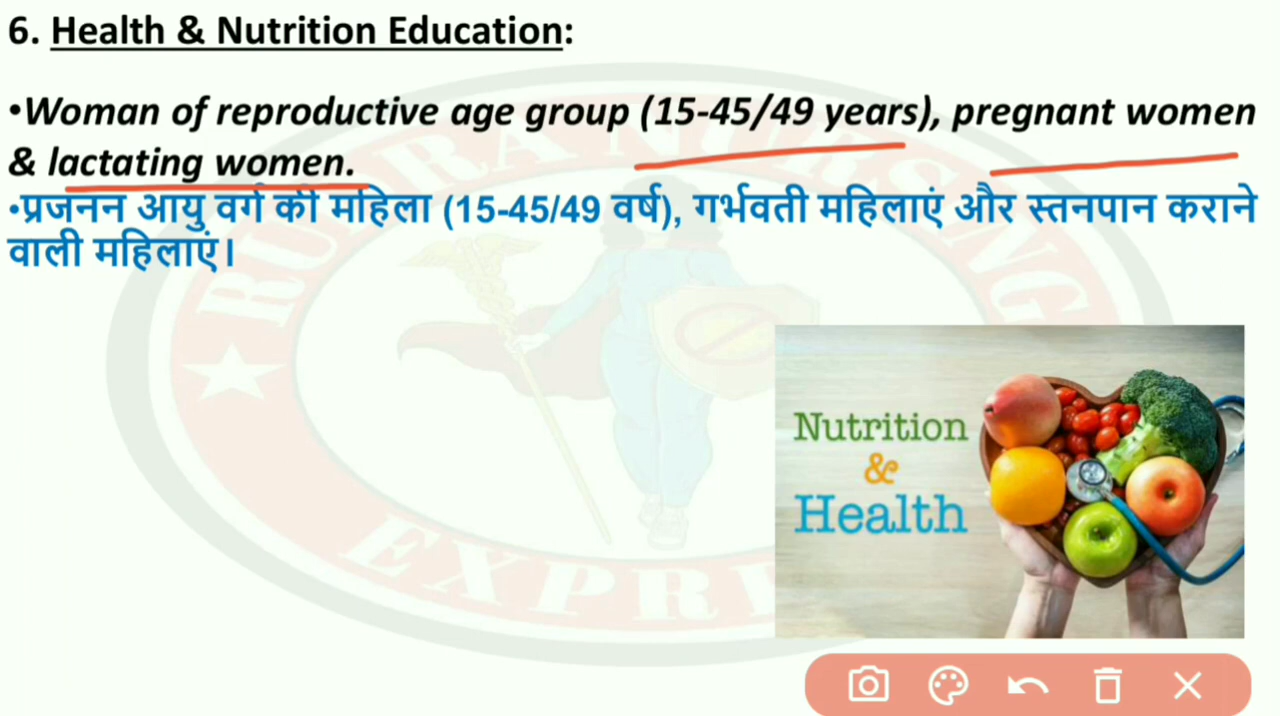 6. Health & Nutrition Education:
•Woman of reproductive age group (15-45/49 years), pregnant women
& lactating women.
•प्रजनन आयु वर्ग की महिला (15-45/49 वर्ष), गर्भवती महिलाएं और स्तनपान कराने
वाली महिलाएं।
Nutrition
&
Health